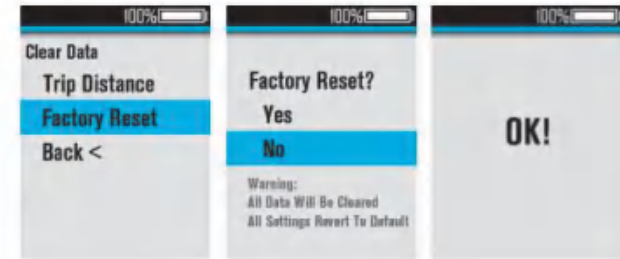 100%
Clear Data
Trip Distance
Factory Reset
Back <
100%
Factory Reset?
Yes
No
Warning:
All Data Will Be Cleared
All Settings Revert To Default
100%
OK!